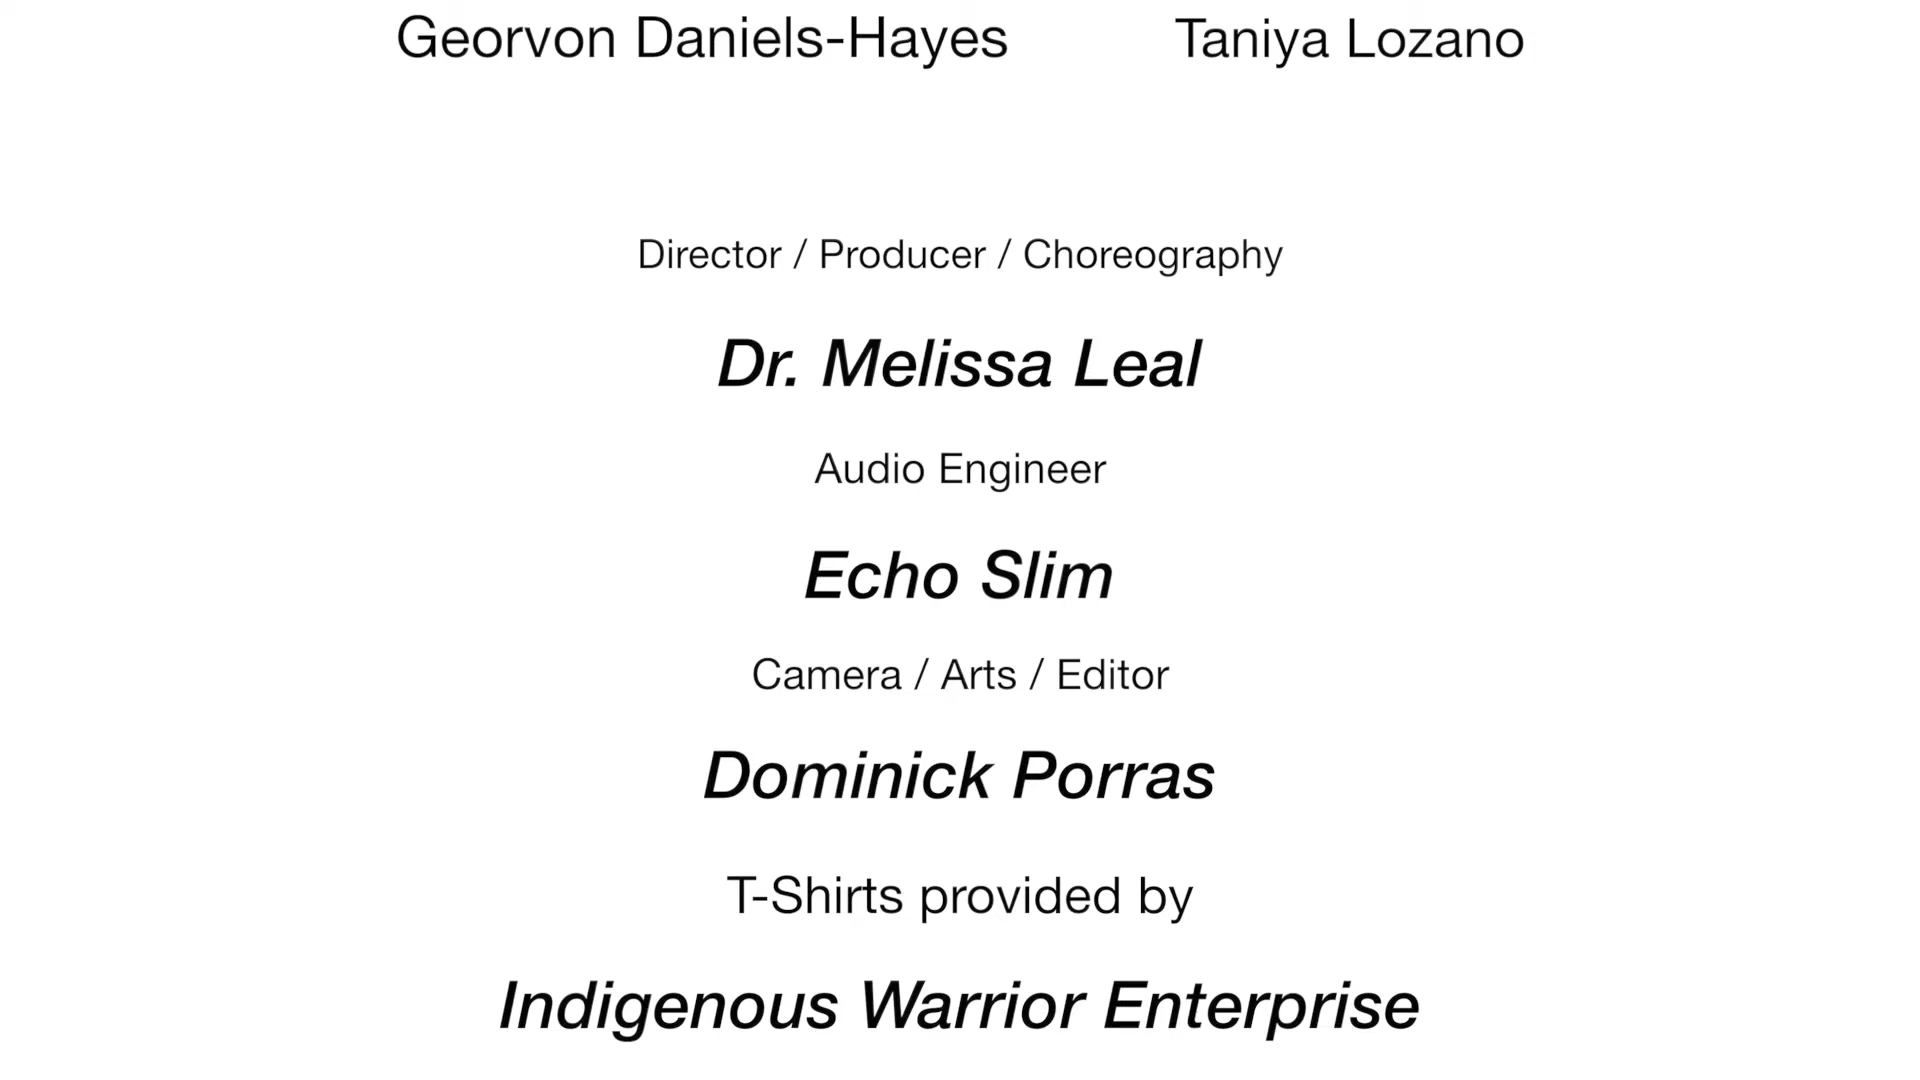 Georvon Daniels-Hayes Taniya Lozano
Director / Producer / Choreography
Dr. Melissa Leal
Audio Engineer
Echo Slim
Camera / Arts / Editor
Dominick Porras
T-Shirts provided by
Indigenous Warrior Enterprise